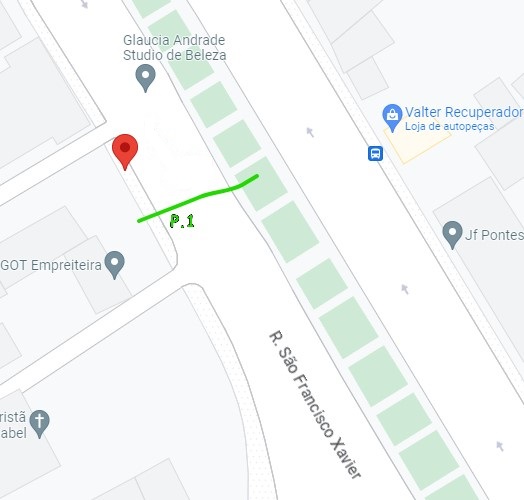 Glaucia Andrade
Studio de Beleza
Valter Recuperador
Loja de autopeças
P.1
Jf Pontes
GOT Empreiteira
R. São Francisco Xavier
ristã
abel